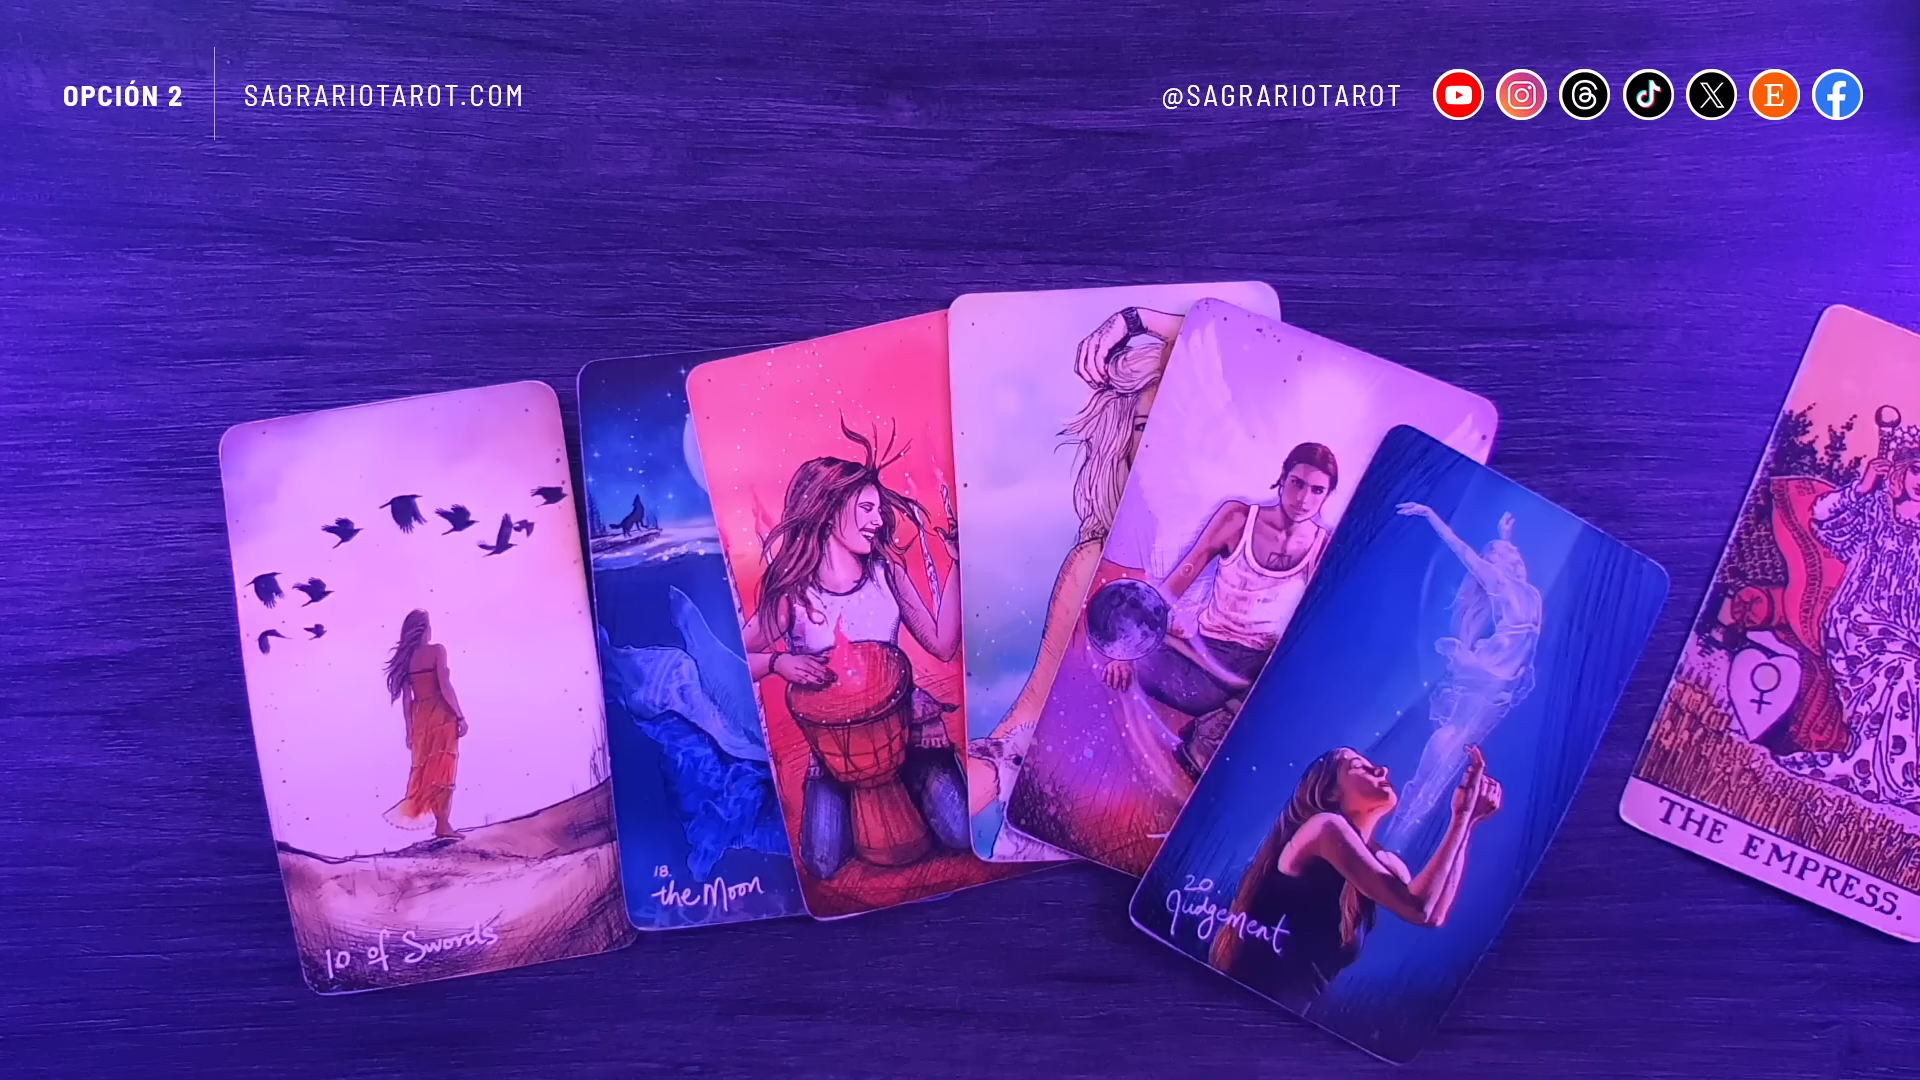 OPCIÓN 2
SAGRARIOTAROT.COM
@SAGRARIOTAROT
E
10 of Swords
18.
the Moon
20.
Judgement
THE EMPRESS.